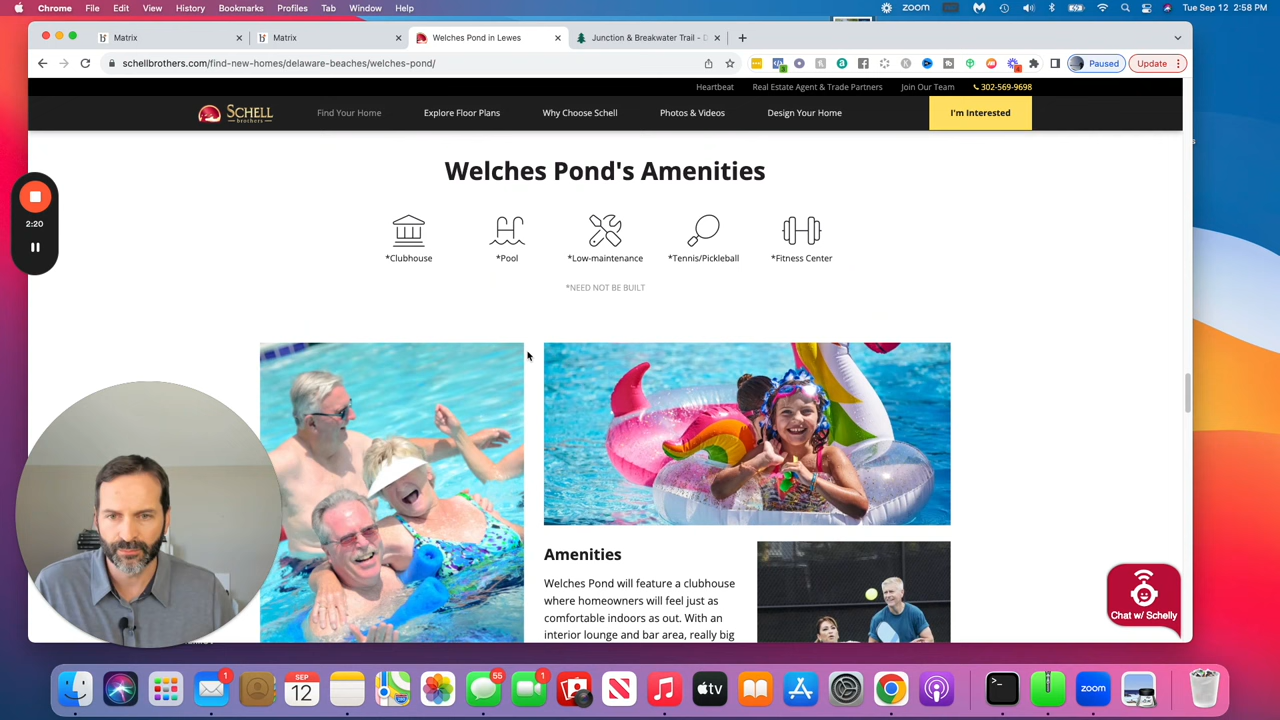 Chrome File Edit View History Bookmarks Profiles Tab Window Help zoom Tue Sep 12 2:58 PM
Matrix Matrix Welches Pond in Lewes Junction & Breakwater Trail - D
schellbrothers.com/find-new-homes/delaware-beaches/welches-pond/ Paused Update
Heartbeat Real Estate Agent & Trade Partners Join Our Team 302-569-9698
SCHELL brothers Find Your Home Explore Floor Plans Why Choose Schell Photos & Videos Design Your Home I'm Interested
Welches Pond's Amenities
2:20
*Clubhouse *Pool *Low-maintenance *Tennis/Pickleball *Fitness Center
*NEED NOT BE BUILT
Amenities
Welches Pond will feature a clubhouse
where homeowners will feel just as
comfortable indoors as out. With an
interior lounge and bar area, really big
Chat w/ Schelly
1 SEP 12 55 1 tv >_ zoom